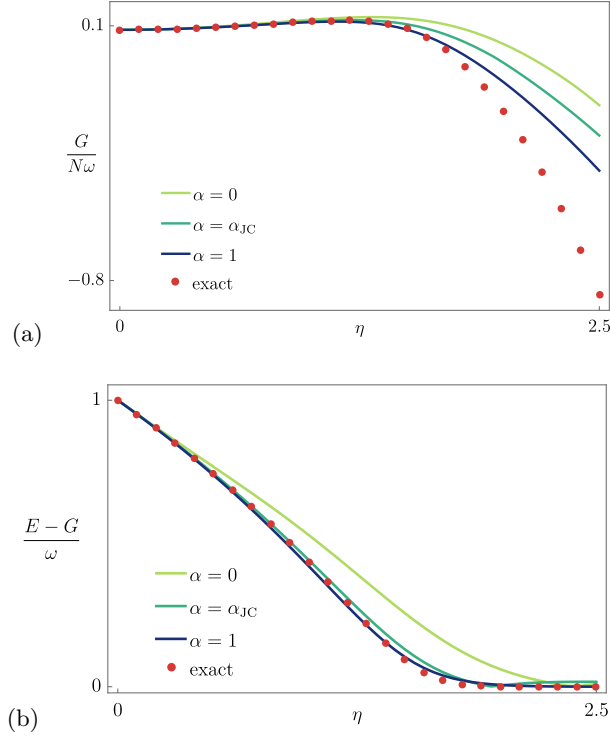 0.1
G
Nω
α = 0
α = α_JC
α = 1
exact
−0.8
0 η 2.5
(a)
1
E − G
ω
α = 0
α = α_JC
α = 1
exact
0
0 η 2.5
(b)